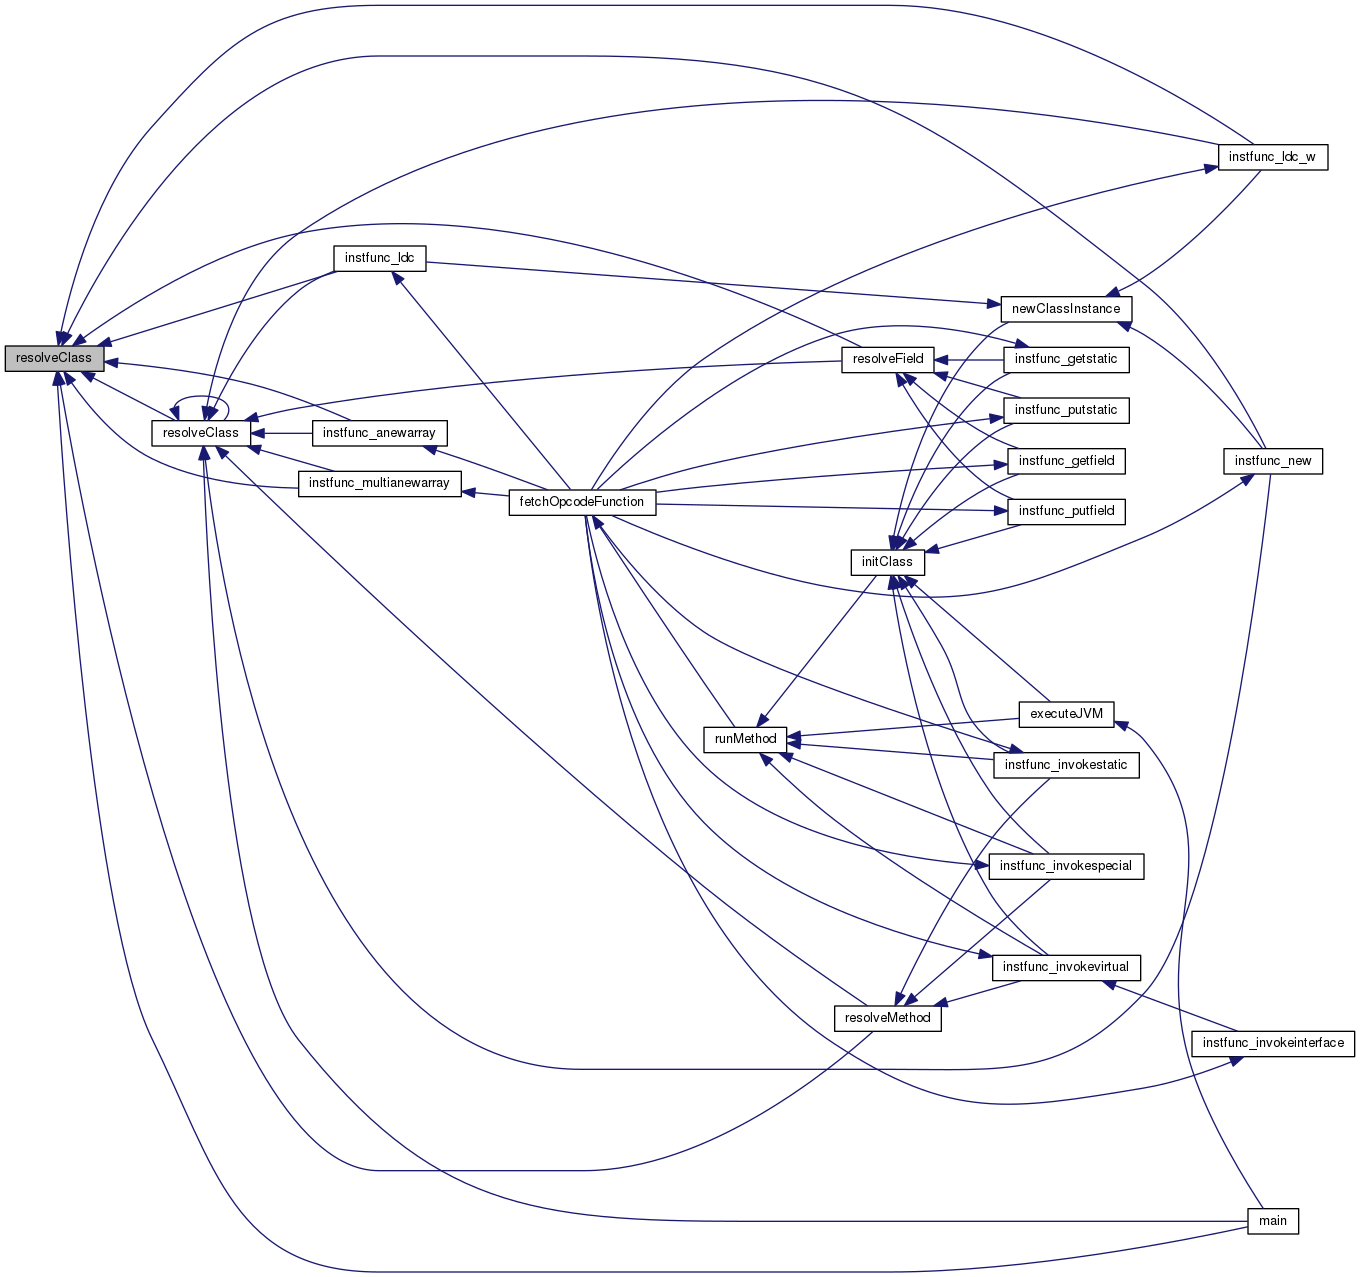 instfunc_ldc_w
instfunc_ldc
newClassInstance
resolveClass
resolveField
instfunc_getstatic
instfunc_putstatic
resolveClass
instfunc_anewarray
instfunc_getfield
instfunc_new
instfunc_multianewarray
fetchOpcodeFunction
instfunc_putfield
initClass
executeJVM
runMethod
instfunc_invokestatic
instfunc_invokespecial
instfunc_invokevirtual
resolveMethod
instfunc_invokeinterface
main